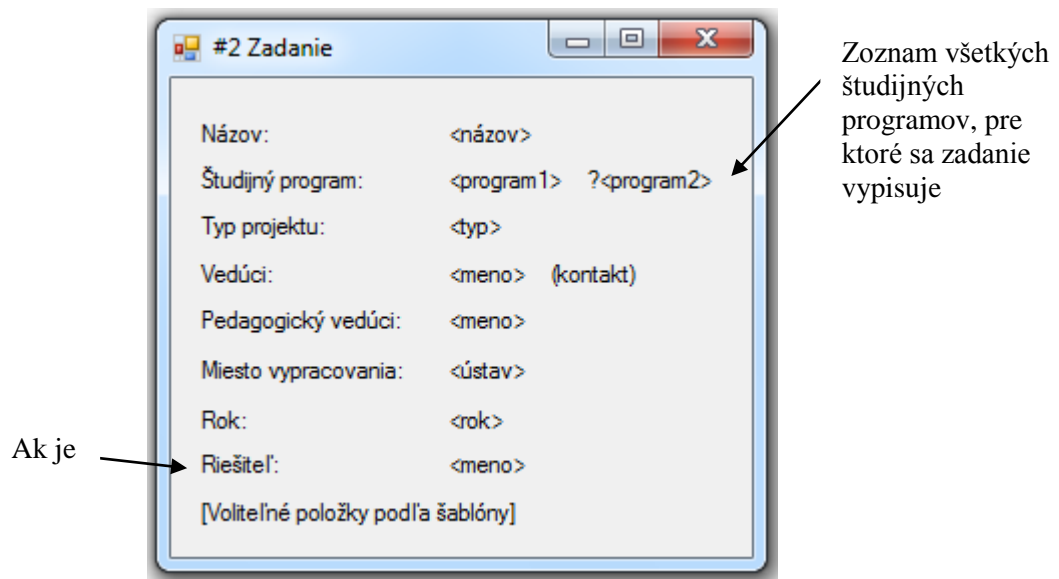 #2 Zadanie
Názov: <názov>
Študijný program: <program1> ?<program2>
Typ projektu: <typ>
Vedúci: <meno> (kontakt)
Pedagogický vedúci: <meno>
Miesto vypracovania: <ústav>
Rok: <rok>
Riešiteľ: <meno>
[Voliteľné položky podľa šablóny]
Zoznam všetkých
študijných
programov, pre
ktoré sa zadanie
vypisuje
Ak je